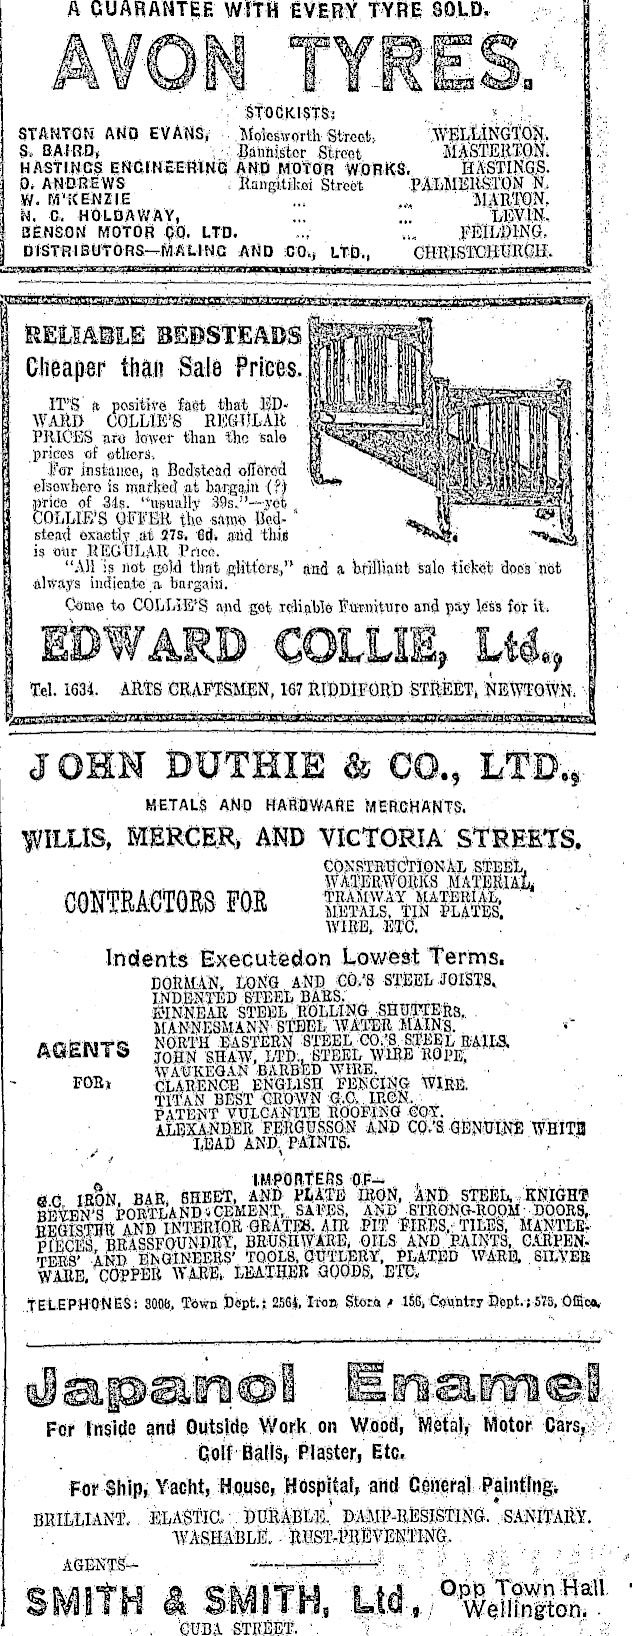 A GUARANTEE WITH EVERY TYRE SOLD.
AVON TYRES.
STOCKISTS:
STANTON AND EVANS, Molesworth Street, WELLINGTON.
S. BAIRD, Bannister Street MASTERTON.
HASTINGS ENGINEERING AND MOTOR WORKS. HASTINGS.
O. ANDREWS Rangitikei Street PALMERSTON N.
W. M'KENZIE ... ... MARTON.
N. C. HOLDAWAY, ... ... LEVIN.
BENSON MOTOR CO. LTD. ... ... FEILDING.
DISTRIBUTORS—MALING AND CO., LTD., CHRISTCHURCH.
RELIABLE BEDSTEADS
Cheaper than Sale Prices.
IT'S a positive fact that ED-
WARD COLLIE'S REGULAR
PRICES are lower than the sale
prices of others.
For instance, a Bedstead offered
elsewhere is marked at bargain (?)
price of 34s. "usually 39s."—yet
COLLIE'S OFFER the same Bed-
stead exactly at 27s. 6d. and this
is our REGULAR Price.
"All is not gold that glitters," and a brilliant sale ticket does not
always indicate a bargain.
Come to COLLIE'S and get reliable Furniture and pay less for it.
EDWARD COLLIE, Ltd.,
Tel. 1634. ARTS CRAFTSMEN, 167 RIDDIFORD STREET, NEWTOWN.
JOHN DUTHIE & CO., LTD.,
METALS AND HARDWARE MERCHANTS.
WILLIS, MERCER, AND VICTORIA STREETS.
CONTRACTORS FOR
CONSTRUCTIONAL STEEL,
WATERWORKS MATERIAL,
TRAMWAY MATERIAL,
METALS, TIN PLATES,
WIRE, ETC.
Indents Executedon Lowest Terms.
AGENTS
FOR,
DORMAN, LONG AND CO.'S STEEL JOISTS.
INDENTED STEEL BARS.
KINNEAR STEEL ROLLING SHUTTERS.
MANNESMANN STEEL WATER MAINS.
NORTH EASTERN STEEL CO.'S STEEL RAILS.
JOHN SHAW, LTD., STEEL WIRE ROPE,
WAUKEGAN BARBED WIRE.
CLARENCE ENGLISH FENCING WIRE.
TITAN BEST CROWN G.C. IRON.
PATENT VULCANITE ROOFING COY.
ALEXANDER FERGUSSON AND CO.'S GENUINE WHITE
LEAD AND PAINTS.
IMPORTERS OF—
G.C. IRON, BAR, SHEET, AND PLATE IRON, AND STEEL, KNIGHT
BEVEN'S PORTLAND CEMENT, SAFES, AND STRONG-ROOM DOORS,
REGISTER AND INTERIOR GRATES. AIR PIT FIRES, TILES, MANTLE-
PIECES, BRASSFOUNDRY, BRUSHWARE, OILS AND PAINTS, CARPEN-
TERS' AND ENGINEERS' TOOLS, CUTLERY, PLATED WARE, SILVER
WARE, COPPER WARE, LEATHER GOODS, ETC.
TELEPHONES: 3006, Town Dept.; 2564, Iron Store; 156, Country Dept.; 573, Office.
Japanol Enamel
For Inside and Outside Work on Wood, Metal, Motor Cars,
Golf Balls, Plaster, Etc.
For Ship, Yacht, House, Hospital, and General Painting.
BRILLIANT. ELASTIC. DURABLE. DAMP-RESISTING. SANITARY.
WASHABLE. RUST-PREVENTING.
AGENTS—
SMITH & SMITH, Ltd, Opp Town Hall
Wellington.
CUBA STREET.